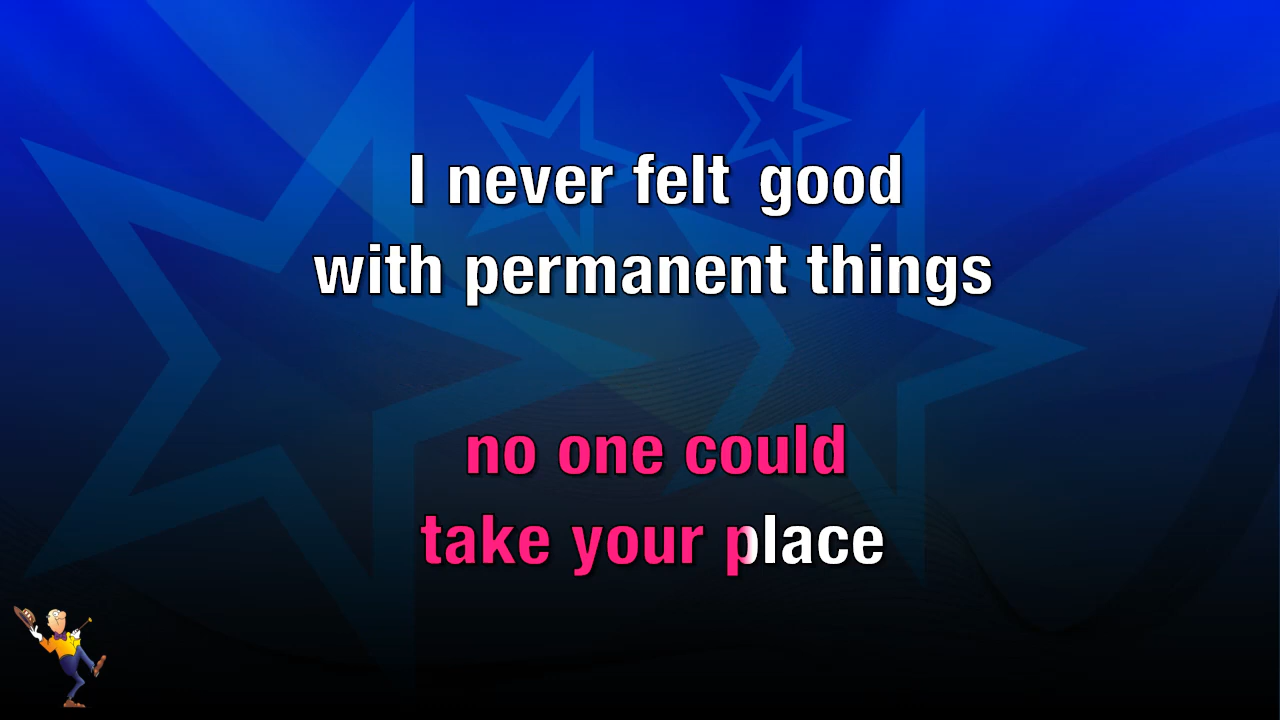 I never felt good
with permanent things
no one could
take your place